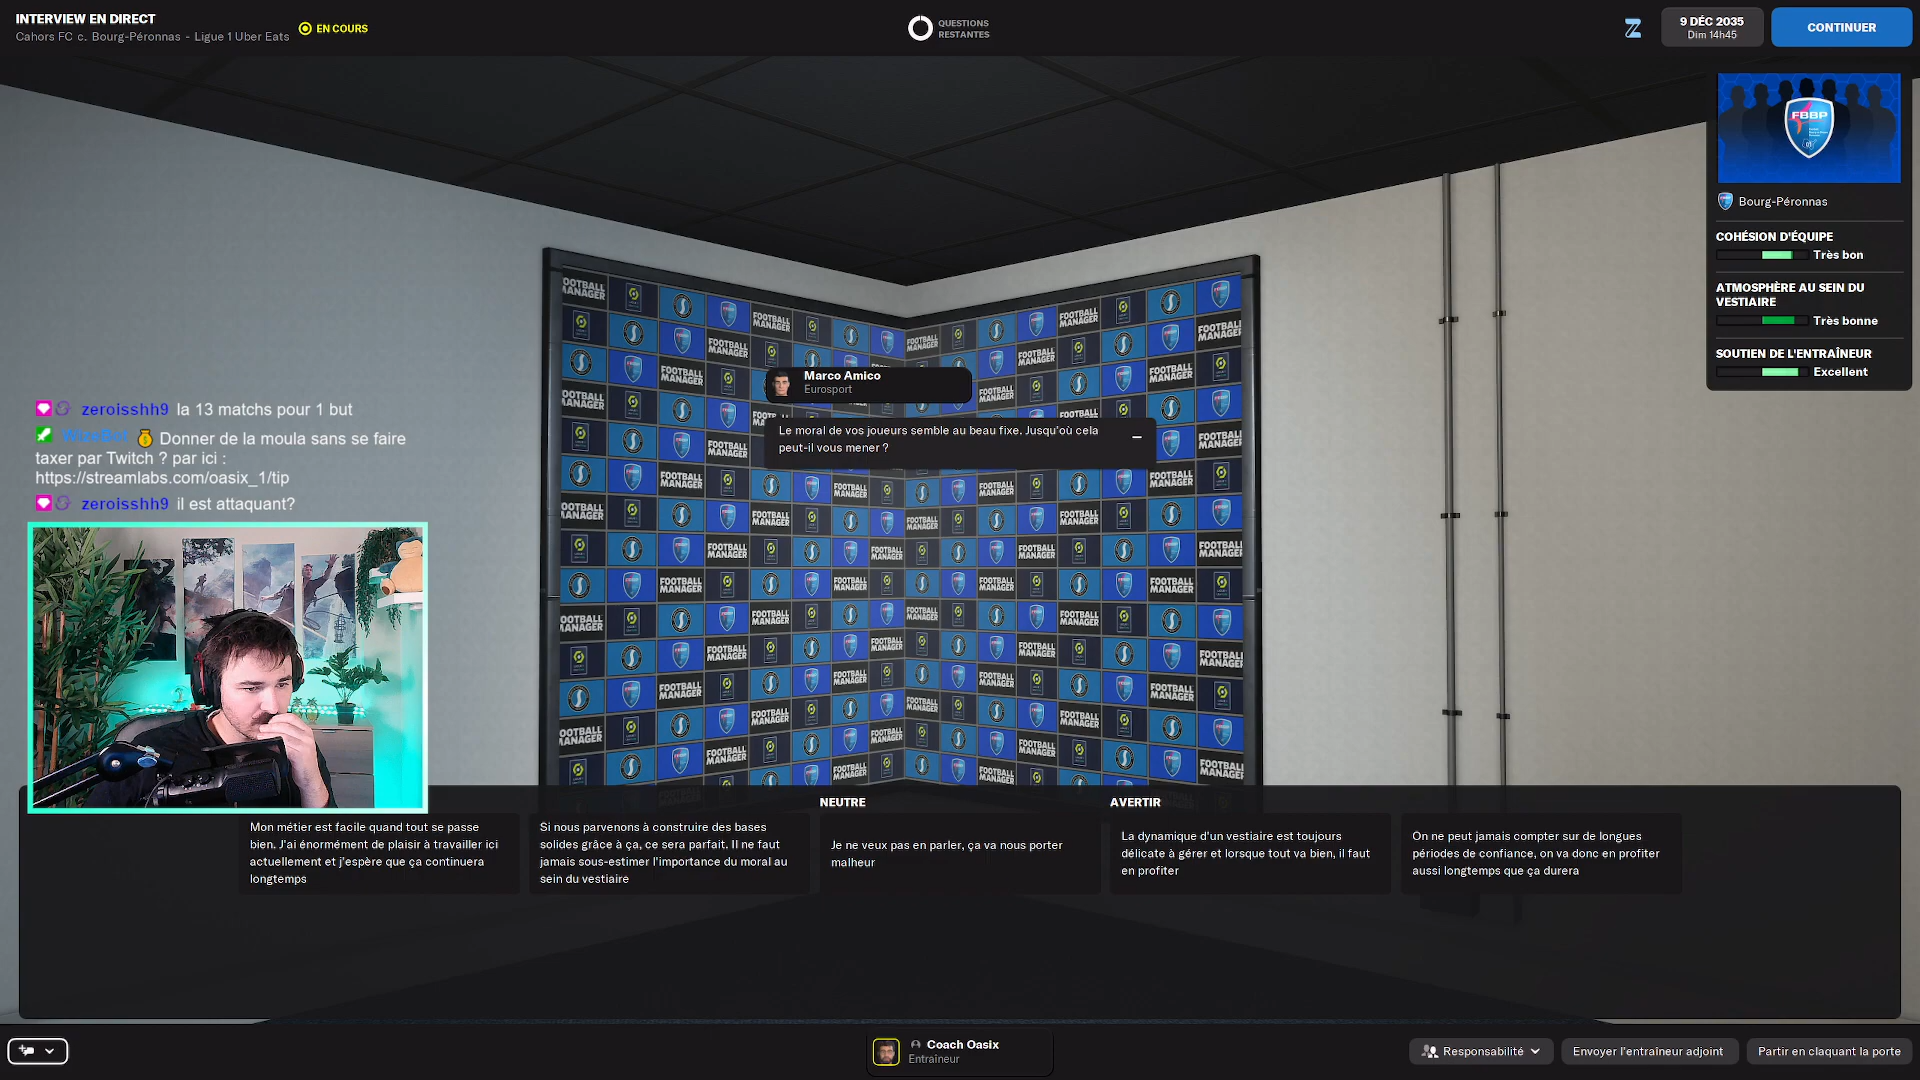 INTERVIEW EN DIRECT
Cahors FC c. Bourg-Péronnas - Ligue 1 Uber Eats
EN COURS
QUESTIONS
RESTANTES
9 DÉC 2035
Dim 14h45
CONTINUER
FBBP
Bourg-Péronnas
COHÉSION D'ÉQUIPE
Très bon
ATMOSPHÈRE AU SEIN DU
VESTIAIRE
Très bonne
SOUTIEN DE L'ENTRAÎNEUR
Excellent
FOOTBALL
MANAGER
Marco Amico
Eurosport
Le moral de vos joueurs semble au beau fixe. Jusqu'où cela
peut-il vous mener ?
zeroisshh9 la 13 matchs pour 1 but
WizeBot Donner de la moula sans se faire
taxer par Twitch ? par ici :
https://streamlabs.com/oasix_1/tip
zeroisshh9 il est attaquant?
NEUTRE
AVERTIR
Mon métier est facile quand tout se passe
bien. J'ai énormément de plaisir à travailler ici
actuellement et j'espère que ça continuera
longtemps
Si nous parvenons à construire des bases
solides grâce à ça, ce sera parfait. Il ne faut
jamais sous-estimer l'importance du moral au
sein du vestiaire
Je ne veux pas en parler, ça va nous porter
malheur
La dynamique d'un vestiaire est toujours
délicate à gérer et lorsque tout va bien, il faut
en profiter
On ne peut jamais compter sur de longues
périodes de confiance, on va donc en profiter
aussi longtemps que ça durera
Coach Oasix
Entraîneur
Responsabilité
Envoyer l'entraîneur adjoint
Partir en claquant la porte